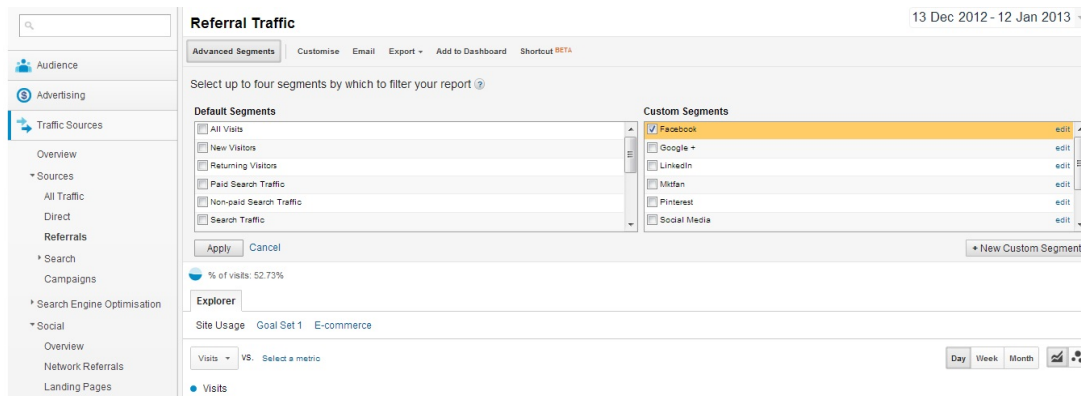 Referral Traffic
13 Dec 2012 - 12 Jan 2013
Advanced Segments Customise Email Export Add to Dashboard Shortcut BETA
Select up to four segments by which to filter your report ?
Default Segments
All Visits
New Visitors
Returning Visitors
Paid Search Traffic
Non-paid Search Traffic
Search Traffic
Custom Segments
Facebook edit
Google + edit
LinkedIn edit
Mktfan edit
Pinterest edit
Social Media edit
Apply Cancel
+ New Custom Segment
% of visits: 52.73%
Explorer
Site Usage Goal Set 1 E-commerce
Visits VS. Select a metric
Day Week Month
Visits
Audience
Advertising
Traffic Sources
Overview
Sources
All Traffic
Direct
Referrals
Search
Campaigns
Search Engine Optimisation
Social
Overview
Network Referrals
Landing Pages